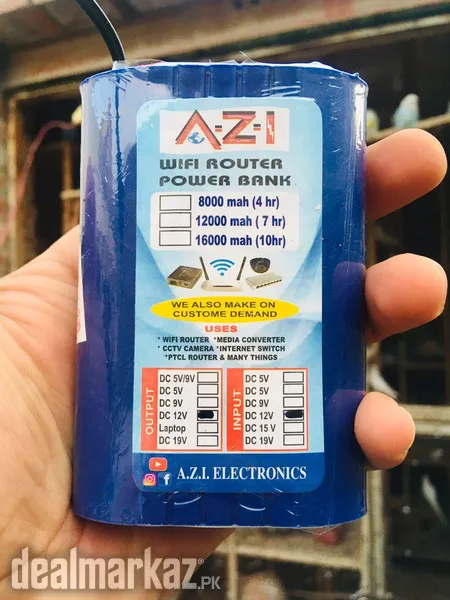 A-Z-I
WIFI ROUTER
POWER BANK
8000 mah (4 hr)
12000 mah ( 7 hr)
16000 mah (10hr)
WE ALSO MAKE ON
CUSTOME DEMAND
USES
* WIFI ROUTER *MEDIA CONVERTER
* CCTV CAMERA *INTERNET SWITCH
*PTCL ROUTER & MANY THINGS
OUTPUT
DC 5V/9V
DC 5V
DC 9V
DC 12V
Laptop
DC 19V
INPUT
DC 5V
DC 5V
DC 9V
DC 12V
DC 15 V
DC 19V
A.Z.I. ELECTRONICS
dealmarkaz.PK